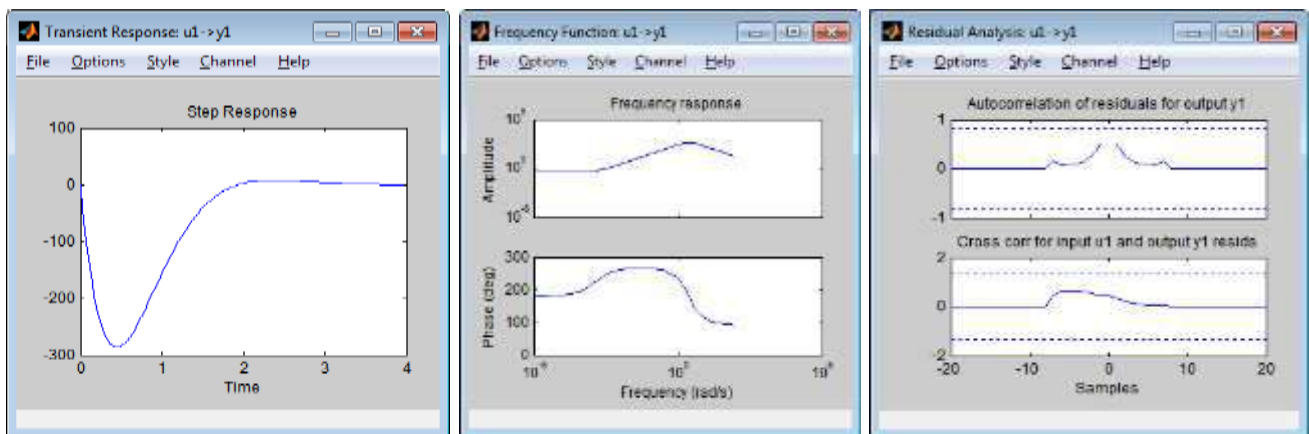 Transient Response: u1->y1
File Options Style Channel Help
Step Response
100
0
-100
-200
-300
0 1 2 3 4
Time
Frequency Function: u1->y1
File Options Style Channel Help
Frequency response
Amplitude
Phase (deg)
300
200
100
0
Frequency (rad/s)
Residual Analysis: u1->y1
File Options Style Channel Help
Autocorrelation of residuals for output y1
1
0
-1
Cross corr for input u1 and output y1 resids
2
0
-2
-20 -10 0 10 20
Samples